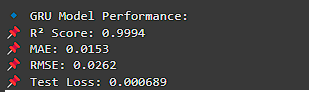 🔹 GRU Model Performance:
📌 R² Score: 0.9994
📌 MAE: 0.0153
📌 RMSE: 0.0262
📌 Test Loss: 0.000689